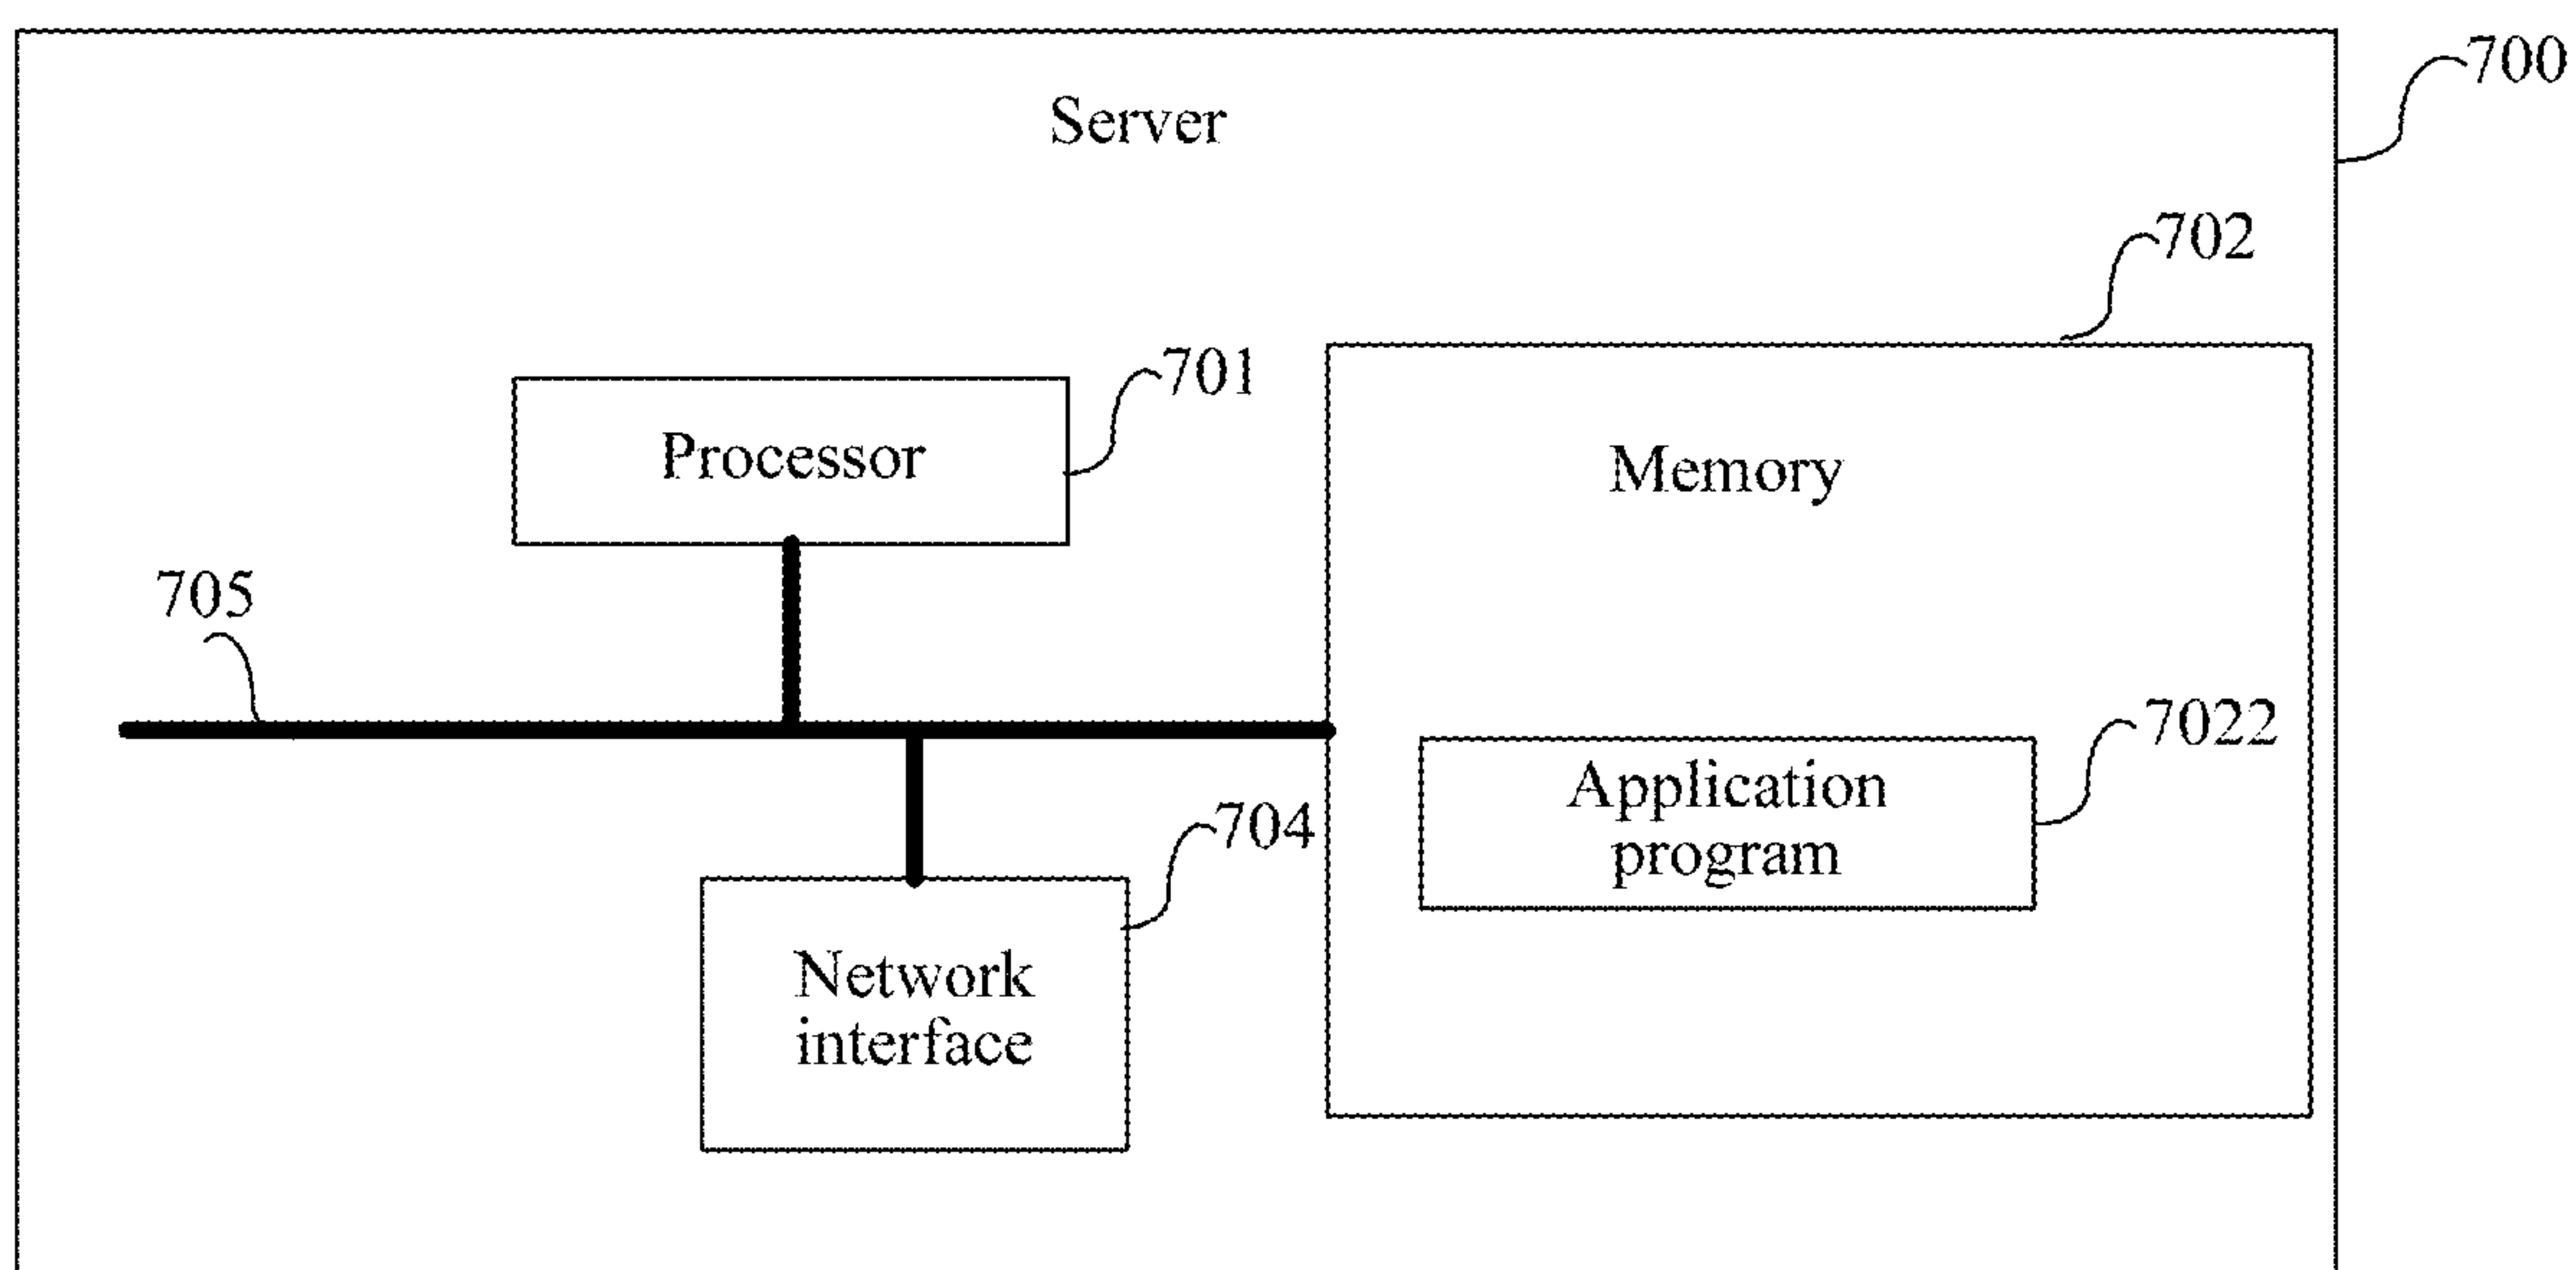 700
Server
702
701
Processor
Memory
705
7022
Application
program
704
Network
interface